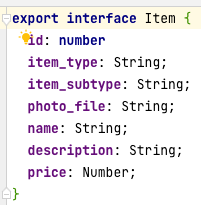 export interface Item {
id: number
item_type: String;
item_subtype: String;
photo_file: String;
name: String;
description: String;
price: Number;
}